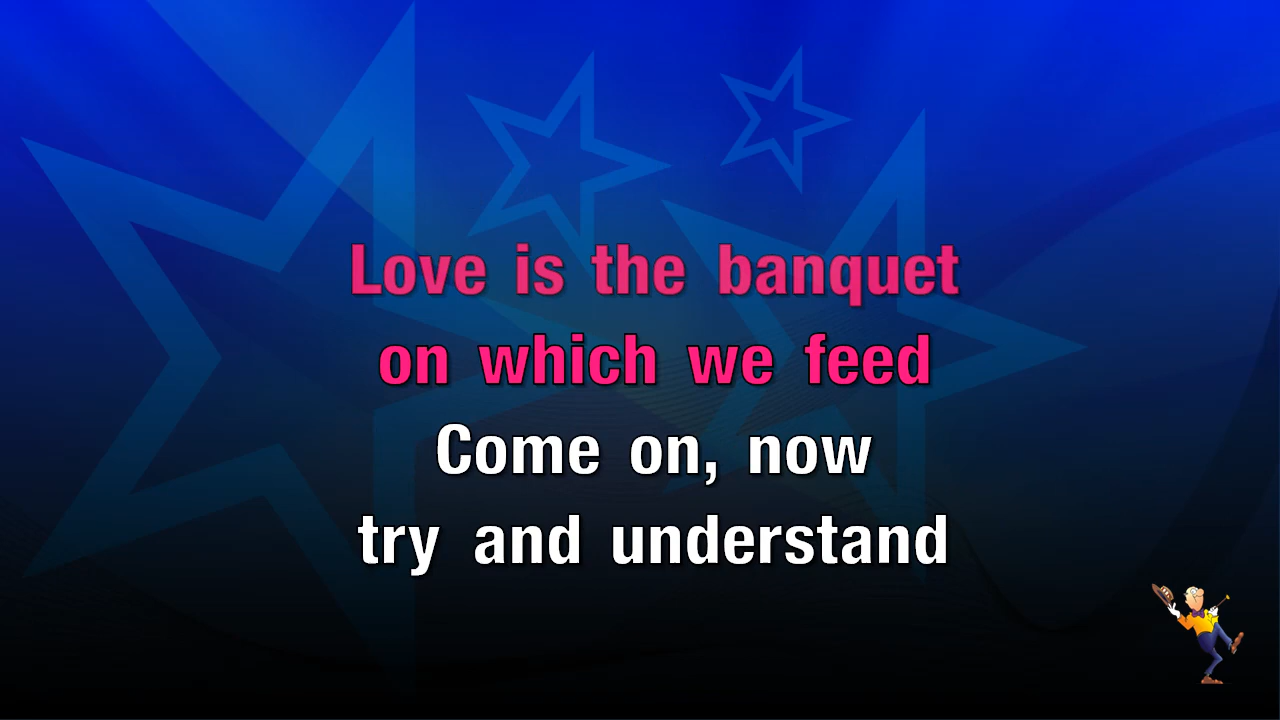 Love is the banquet
on which we feed
Come on, now
try and understand